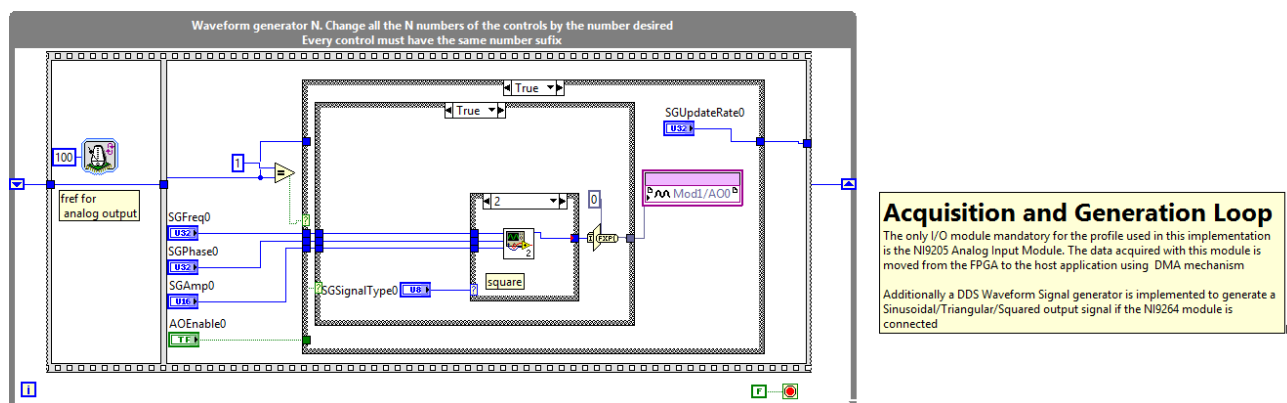 Waveform generator N. Change all the N numbers of the controls by the number desired
Every control must have the same number sufix
True
True
SGUpdateRate0
U32
100
1
=
fref for
analog output
2
0
Mod1/AO0
SGFreq0
U32
SGPhase0
U32
SGAmp0
U16
2
FXP
SGSignalType0
U8
square
AOEnable0
TF
i
F
Acquisition and Generation Loop
The only I/O module mandatory for the profile used in this implementation
is the NI9205 Analog Input Module. The data acquired with this module is
moved from the FPGA to the host application using DMA mechanism
Additionally a DDS Waveform Signal generator is implemented to generate a
Sinusoidal/Triangular/Squared output signal if the NI9264 module is
connected